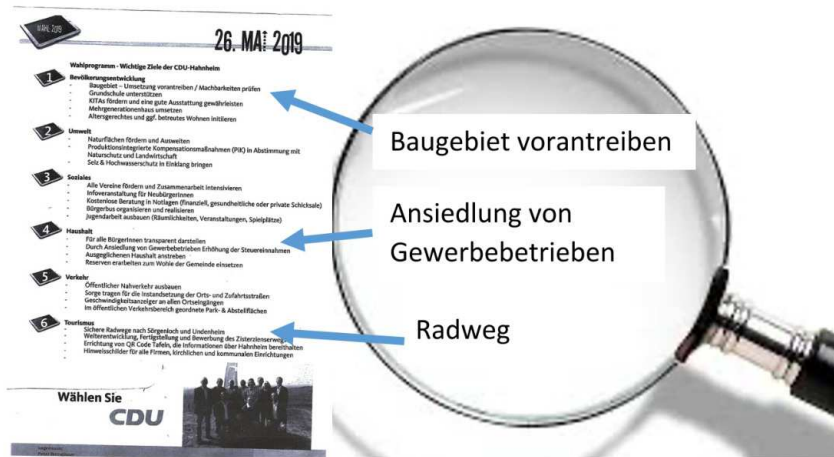 WAHL 2019
26. MAI 2019
Wahlprogramm - Wichtige Ziele der CDU-Hahnheim
1 Bevölkerungsentwicklung
- Baugebiet – Umsetzung vorantreiben / Machbarkeiten prüfen
- Grundschule unterstützen
- KITAs fördern und eine gute Ausstattung gewährleisten
- Mehrgenerationenhaus umsetzen
- Altersgerechtes und ggf. betreutes Wohnen initiieren
2 Umwelt
- Naturflächen fördern und Ausweiten
- Produktionsintegrierte Kompensationsmaßnahmen (PIK) in Abstimmung mit
Naturschutz und Landwirtschaft
- Selz & Hochwasserschutz in Einklang bringen
3 Soziales
- Alle Vereine fördern und Zusammenarbeit intensivieren
- Infoveranstaltung für NeubürgerInnen
- Kostenlose Beratung in Notlagen (finanziell, gesundheitliche oder private Schicksale)
- Bürgerbus organisieren und realisieren
- Jugendarbeit ausbauen (Räumlichkeiten, Veranstaltungen, Spielplätze)
4 Haushalt
- Für alle BürgerInnen transparent darstellen
- Durch Ansiedlung von Gewerbebetrieben Erhöhung der Steuereinnahmen
- Ausgeglichenen Haushalt anstreben
- Reserven erarbeiten zum Wohle der Gemeinde einsetzen
5 Verkehr
- Öffentlicher Nahverkehr ausbauen
- Sorge tragen für die Instandsetzung der Orts- und Zufahrtsstraßen
- Geschwindigkeitsanzeiger an allen Ortseingängen
- Im öffentlichen Verkehrsbereich geordnete Park- & Abstellflächen
6 Tourismus
- Sichere Radwege nach Sörgenloch und Undenheim
- Weiterentwicklung, Fertigstellung und Bewerbung des
- Errichtung von QR Code Tafeln, die Informationen über Hahnheim bereithalten
- Hinweisschilder für alle Firmen, kirchlichen und kommunalen Einrichtungen
Wählen Sie
CDU
Baugebiet vorantreiben
Ansiedlung von
Gewerbebetrieben
Radweg